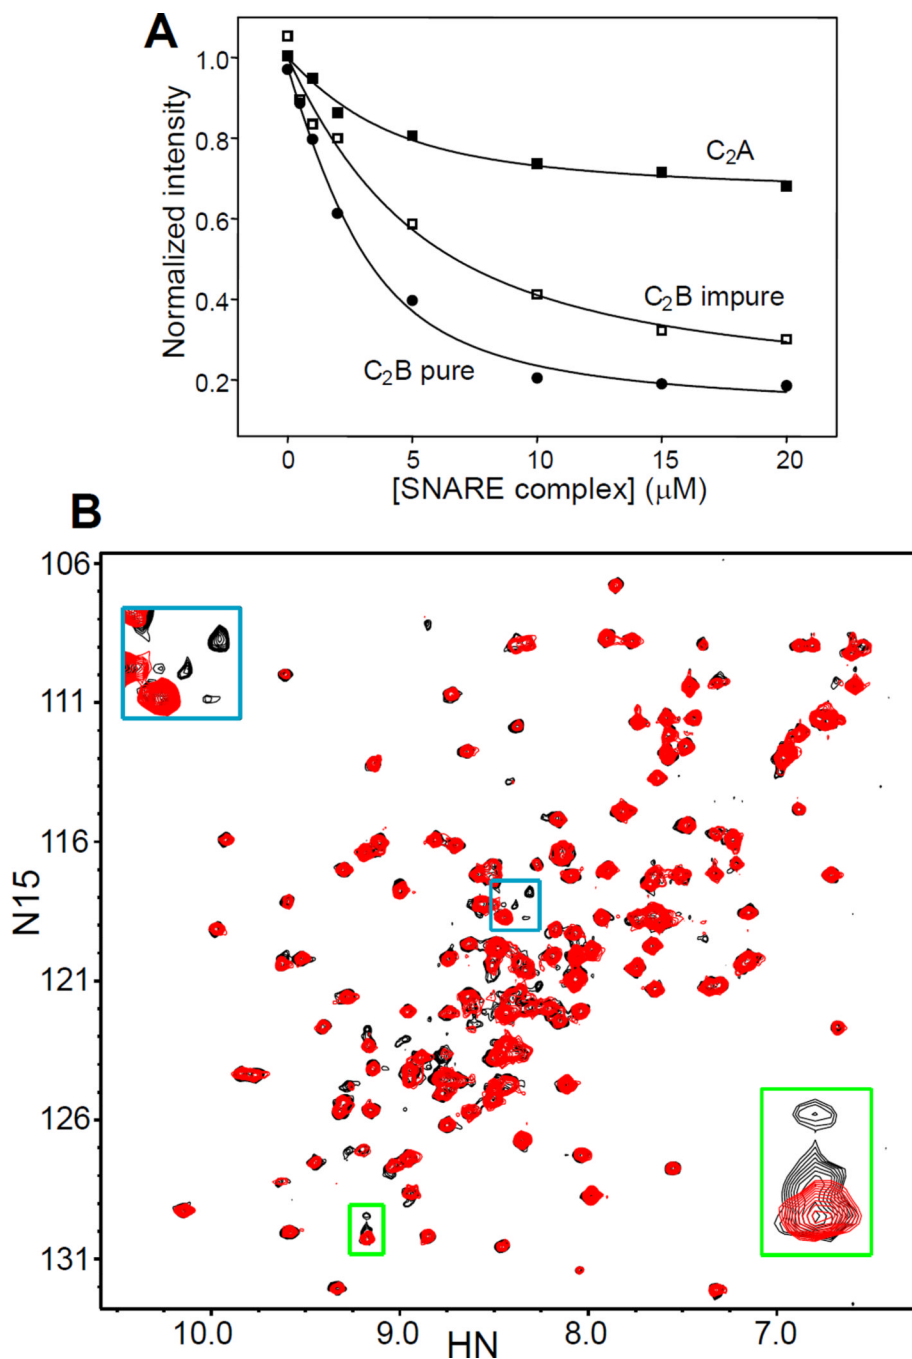 A
1.0
0.8
0.6
0.4
0.2
Normalized intensity
C₂A
C₂B impure
C₂B pure
0 5 10 15 20
[SNARE complex] (μM)
B
106
111
116
121
126
131
N15
10.0 9.0 8.0 7.0
HN